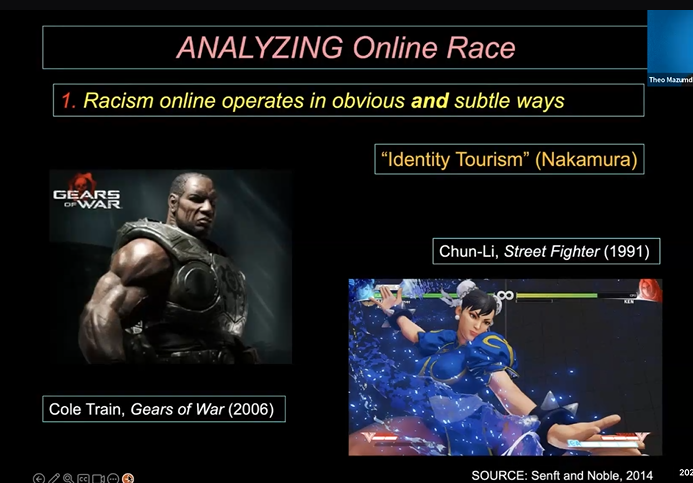 ANALYZING Online Race
Theo Mazumd
1. Racism online operates in obvious and subtle ways
“Identity Tourism” (Nakamura)
GEARS
OF WAR
Chun-Li, Street Fighter (1991)
KEN
Cole Train, Gears of War (2006)
SOURCE: Senft and Noble, 2014
202